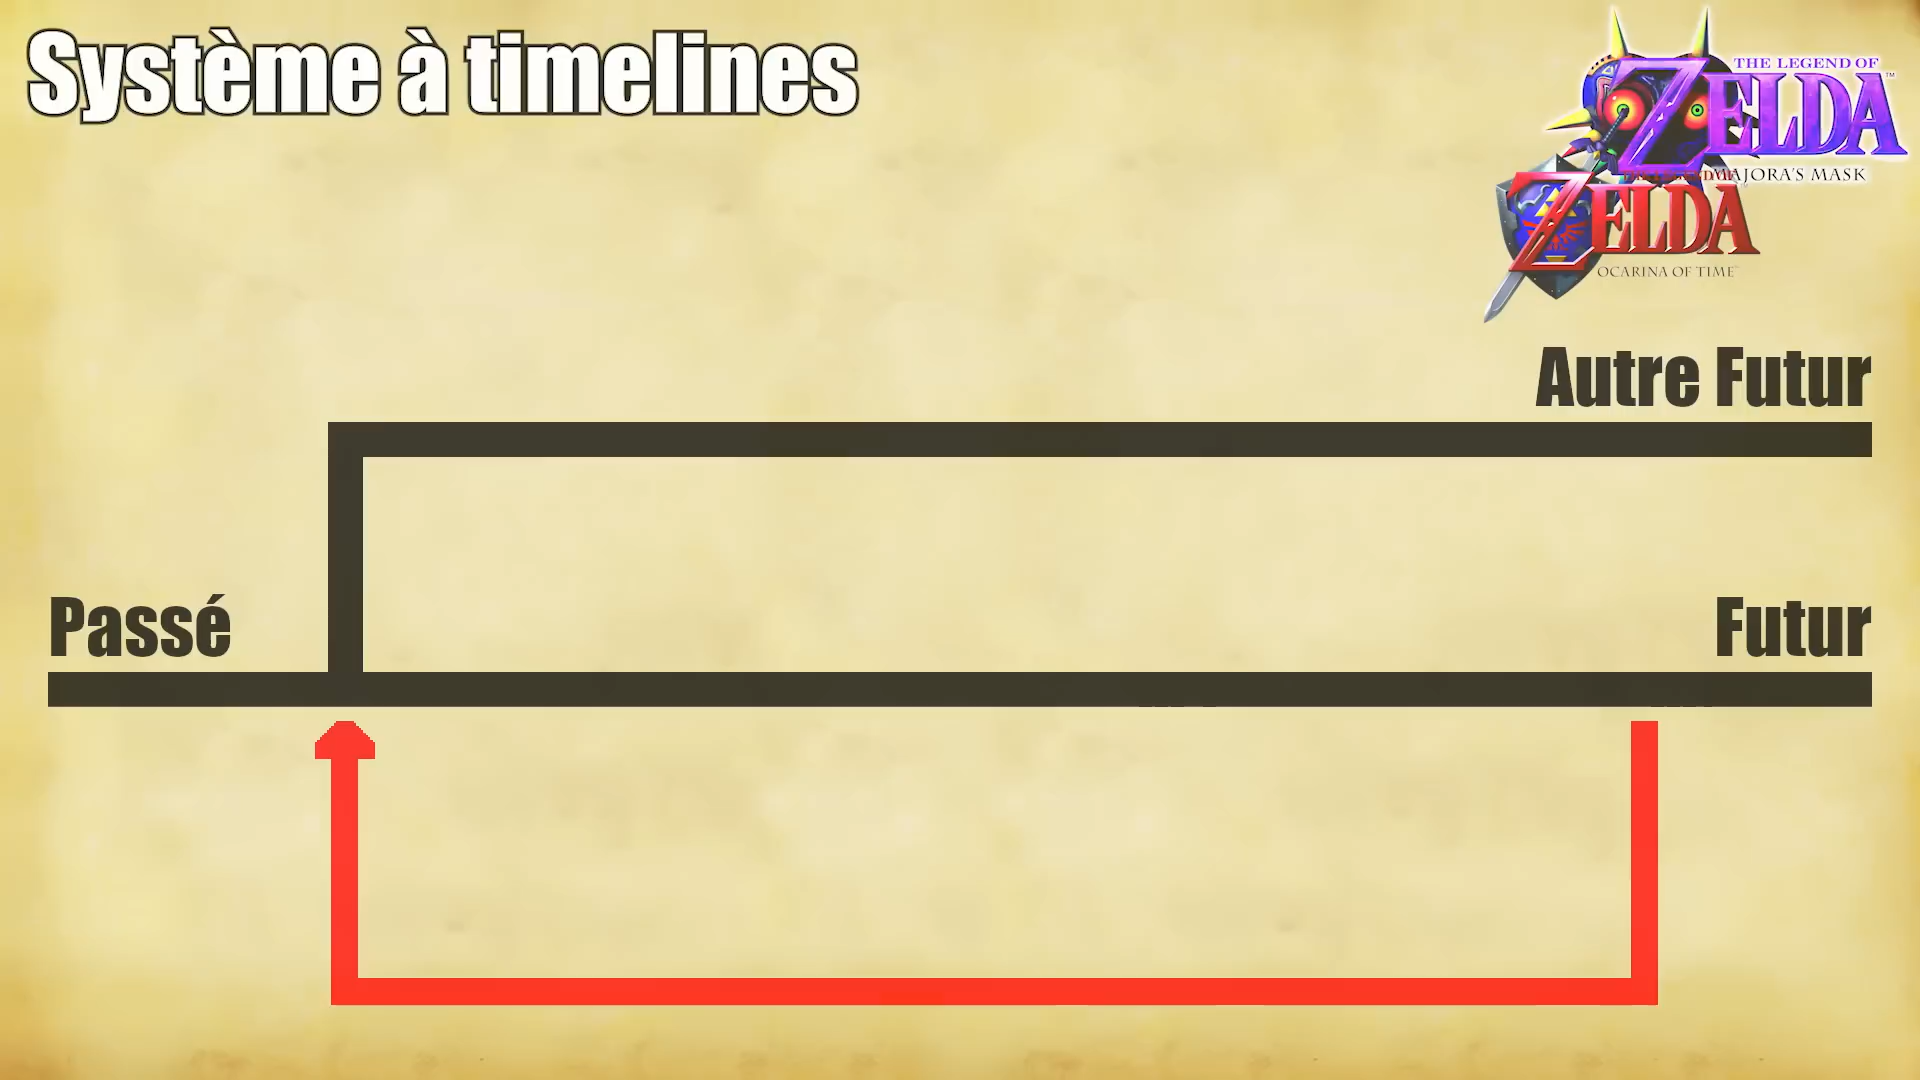 Système à timelines
THE LEGEND OF
ZELDA
MAJORA'S MASK
ZELDA
OCARINA OF TIME
Autre Futur
Passé
Futur